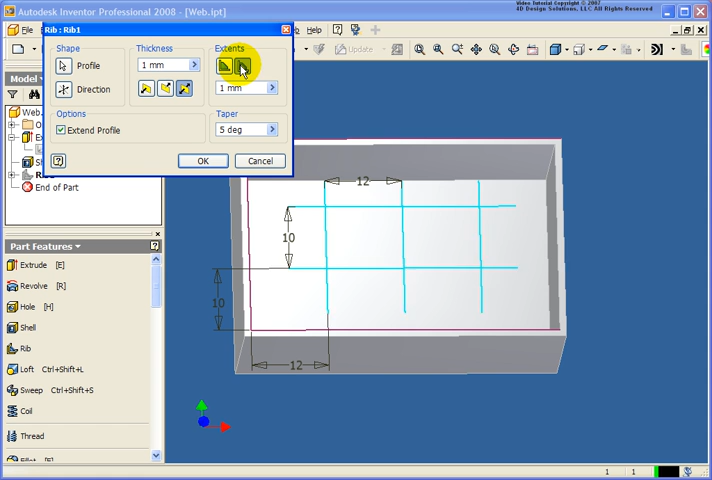 Autodesk Inventor Professional 2008 - [Web.ipt]
Video Tutorial Copyright © 2007
4D Design Solutions, LLC All Rights Reserved
File
Rib : Rib1
Shape
Thickness
Extents
Profile
1 mm
Direction
1 mm
Options
Taper
Extend Profile
5 deg
OK
Cancel
Update
Model
Web.
End of Part
Part Features
Extrude [E]
Revolve [R]
Hole [H]
Shell
Rib
Loft Ctrl+Shift+L
Sweep Ctrl+Shift+S
Coil
Thread
12
10
10
12
1 1